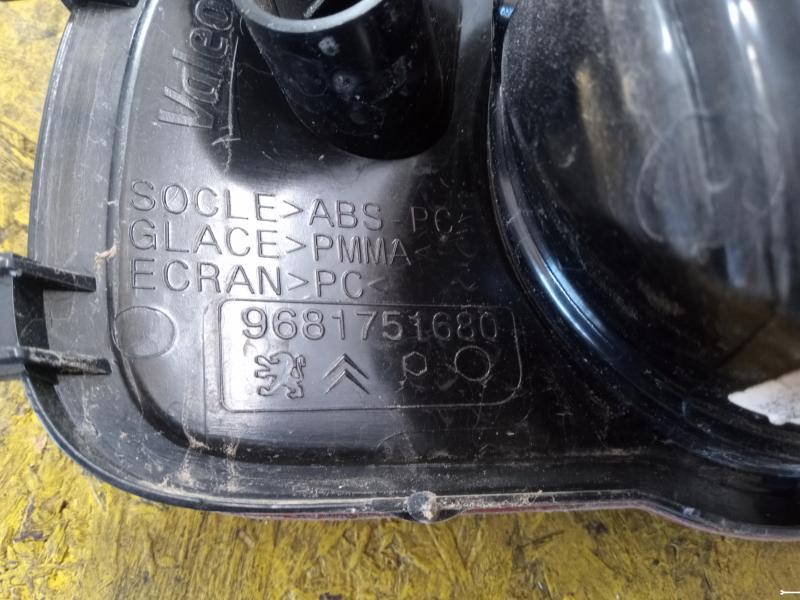 Valeo
SOCLE>ABS-PC<
GLACE>PMMA<
ECRAN>PC<
9681751680